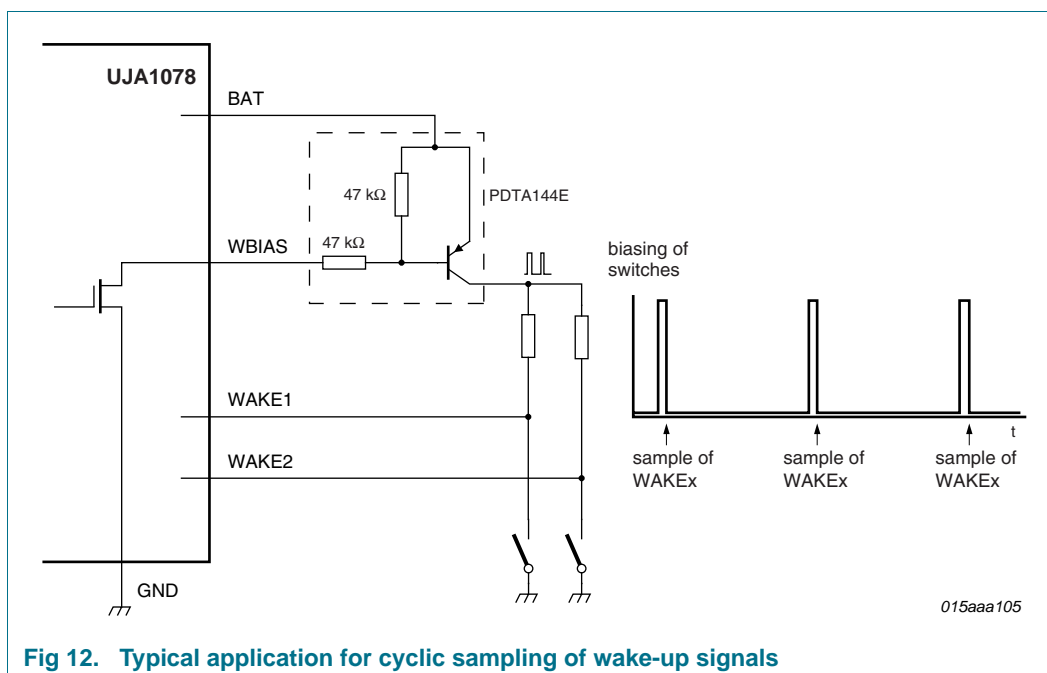 UJA1078
BAT
47 kΩ
PDTA144E
WBIAS
47 kΩ
biasing of
switches
WAKE1
WAKE2
t
sample of
WAKEx
sample of
WAKEx
sample of
WAKEx
GND
015aaa105
Fig 12. Typical application for cyclic sampling of wake-up signals